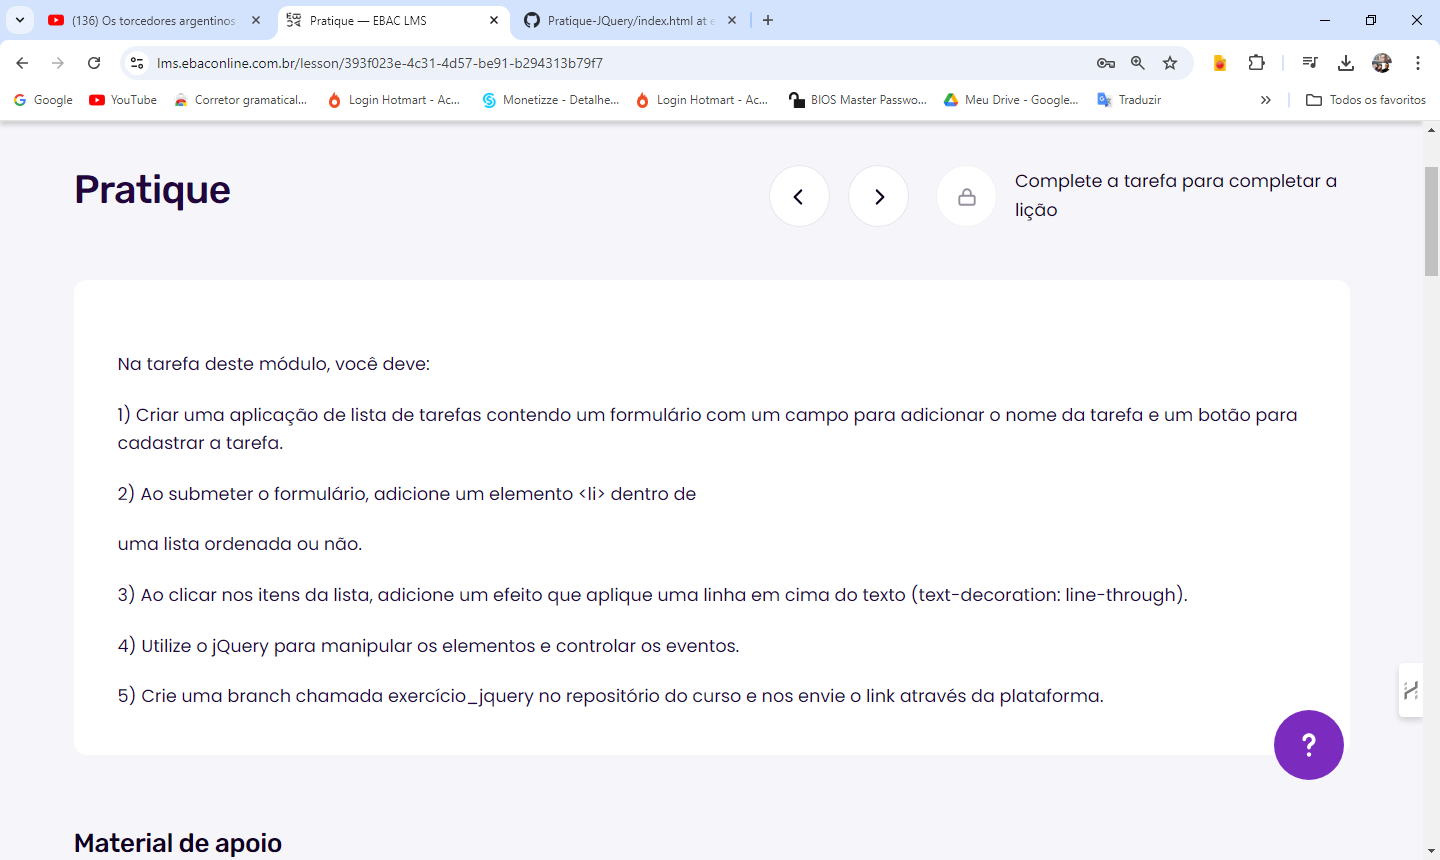 (136) Os torcedores argentinos
Pratique — EBAC LMS
Pratique-JQuery/index.html at e
lms.ebaconline.com.br/lesson/393f023e-4c31-4d57-be91-b294313b79f7
Google
YouTube
Corretor gramatical...
Login Hotmart - Ac...
Monetizze - Detalhe...
Login Hotmart - Ac...
BIOS Master Passwo...
Meu Drive - Google...
Traduzir
Todos os favoritos
Pratique
Complete a tarefa para completar a
lição
Na tarefa deste módulo, você deve:
1) Criar uma aplicação de lista de tarefas contendo um formulário com um campo para adicionar o nome da tarefa e um botão para
cadastrar a tarefa.
2) Ao submeter o formulário, adicione um elemento <li> dentro de
uma lista ordenada ou não.
3) Ao clicar nos itens da lista, adicione um efeito que aplique uma linha em cima do texto (text-decoration: line-through).
4) Utilize o jQuery para manipular os elementos e controlar os eventos.
5) Crie uma branch chamada exercício_jquery no repositório do curso e nos envie o link através da plataforma.
?
Material de apoio